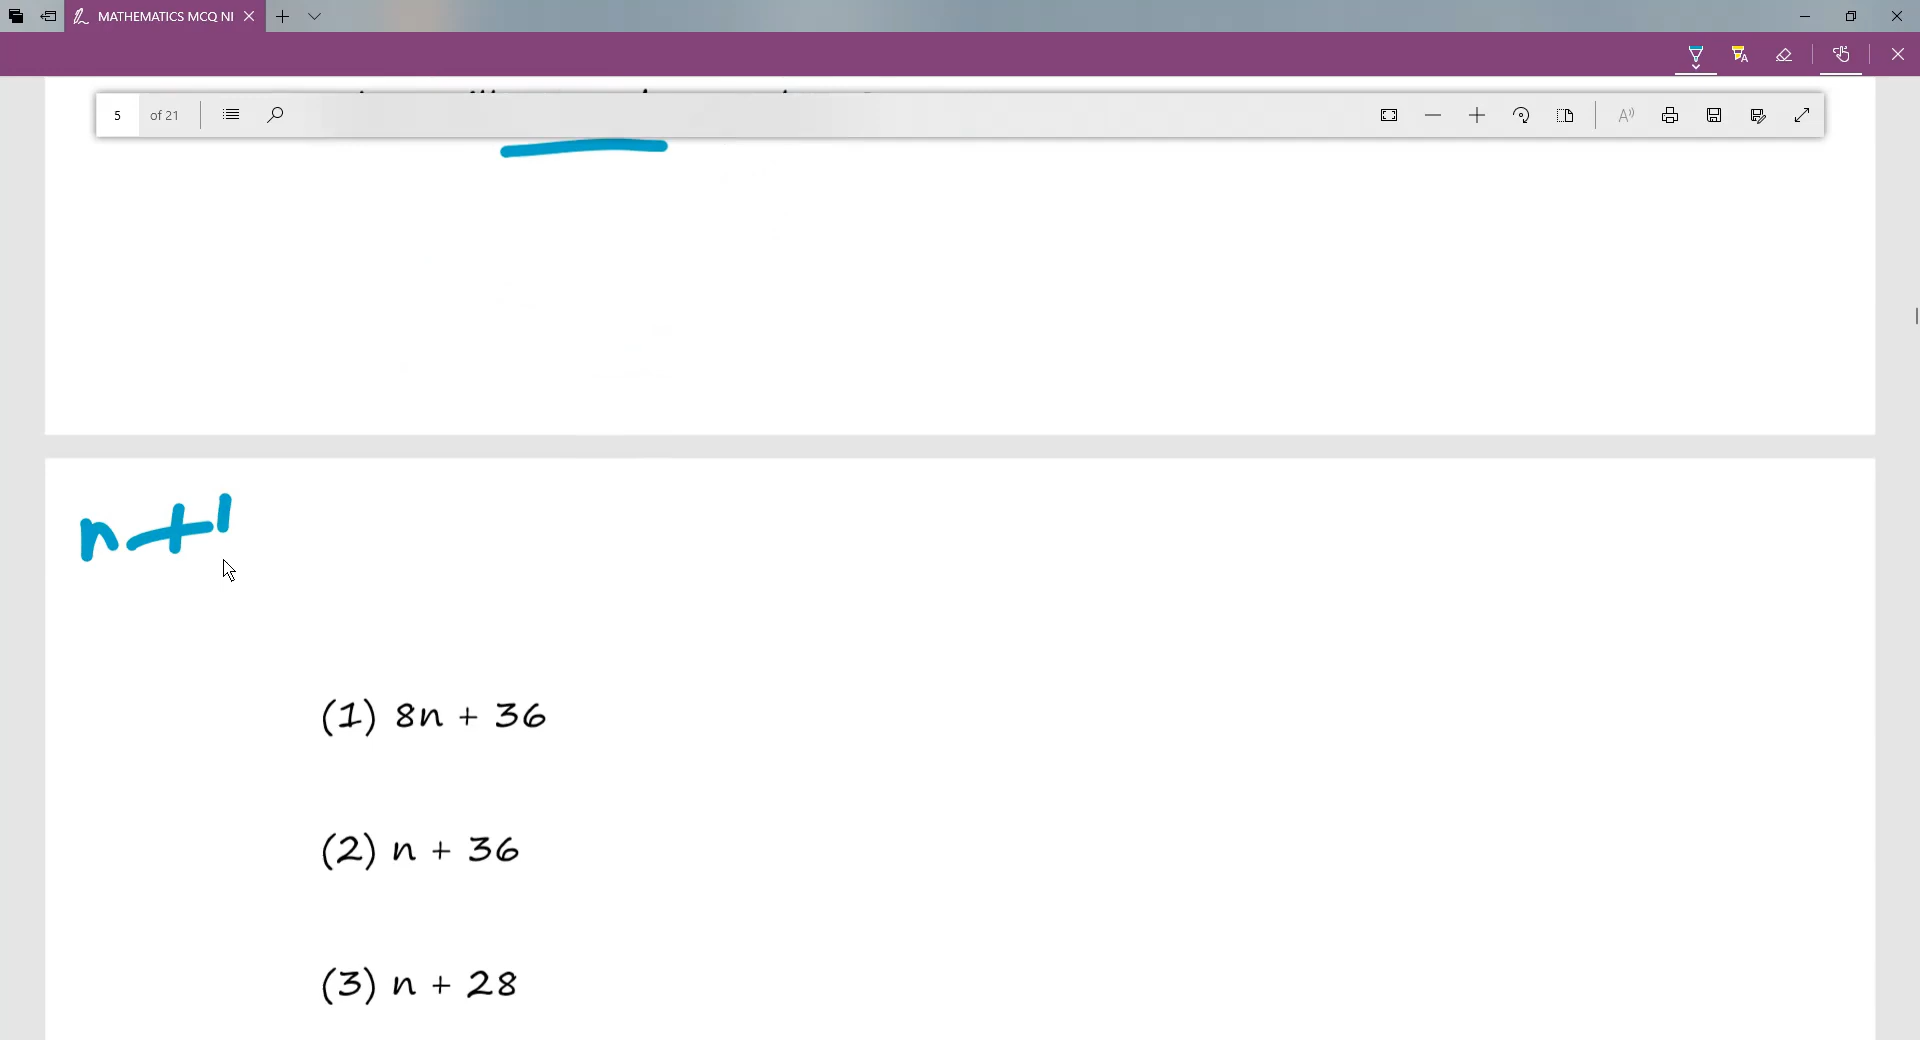 MATHEMATICS MCQ NI
5 of 21
n+1
(1) 8n + 36
(2) n + 36
(3) n + 28